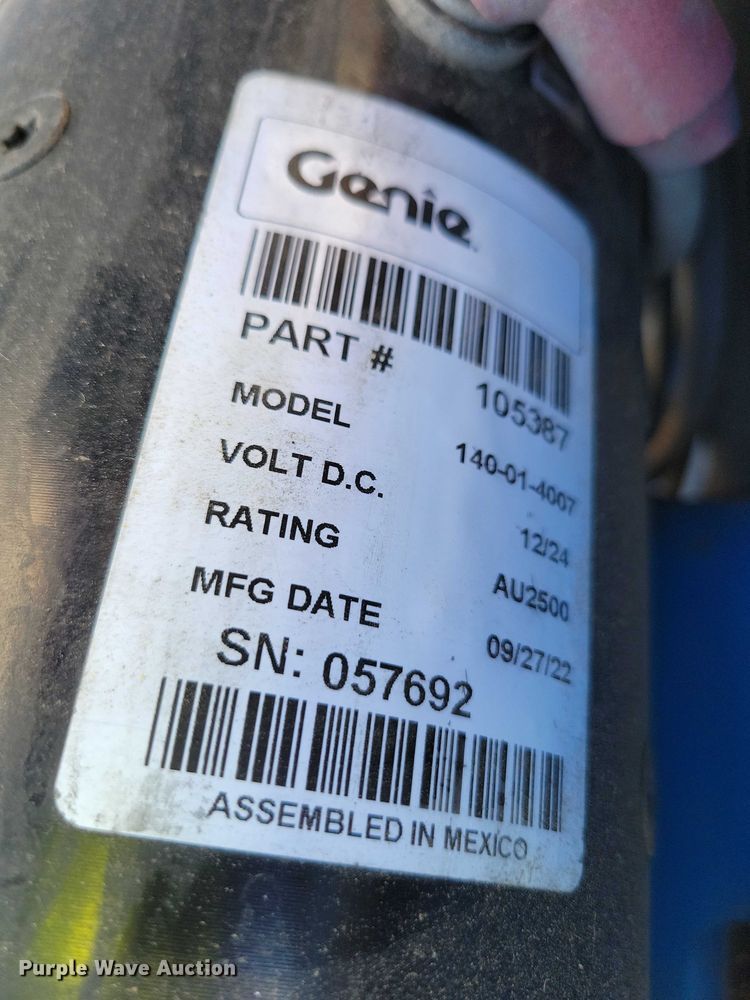 Genie
PART # 105387
MODEL 140-01-4007
VOLT D.C. 12/24
RATING AU2500
MFG DATE 09/27/22
SN: 057692
ASSEMBLED IN MEXICO
Purple Wave Auction